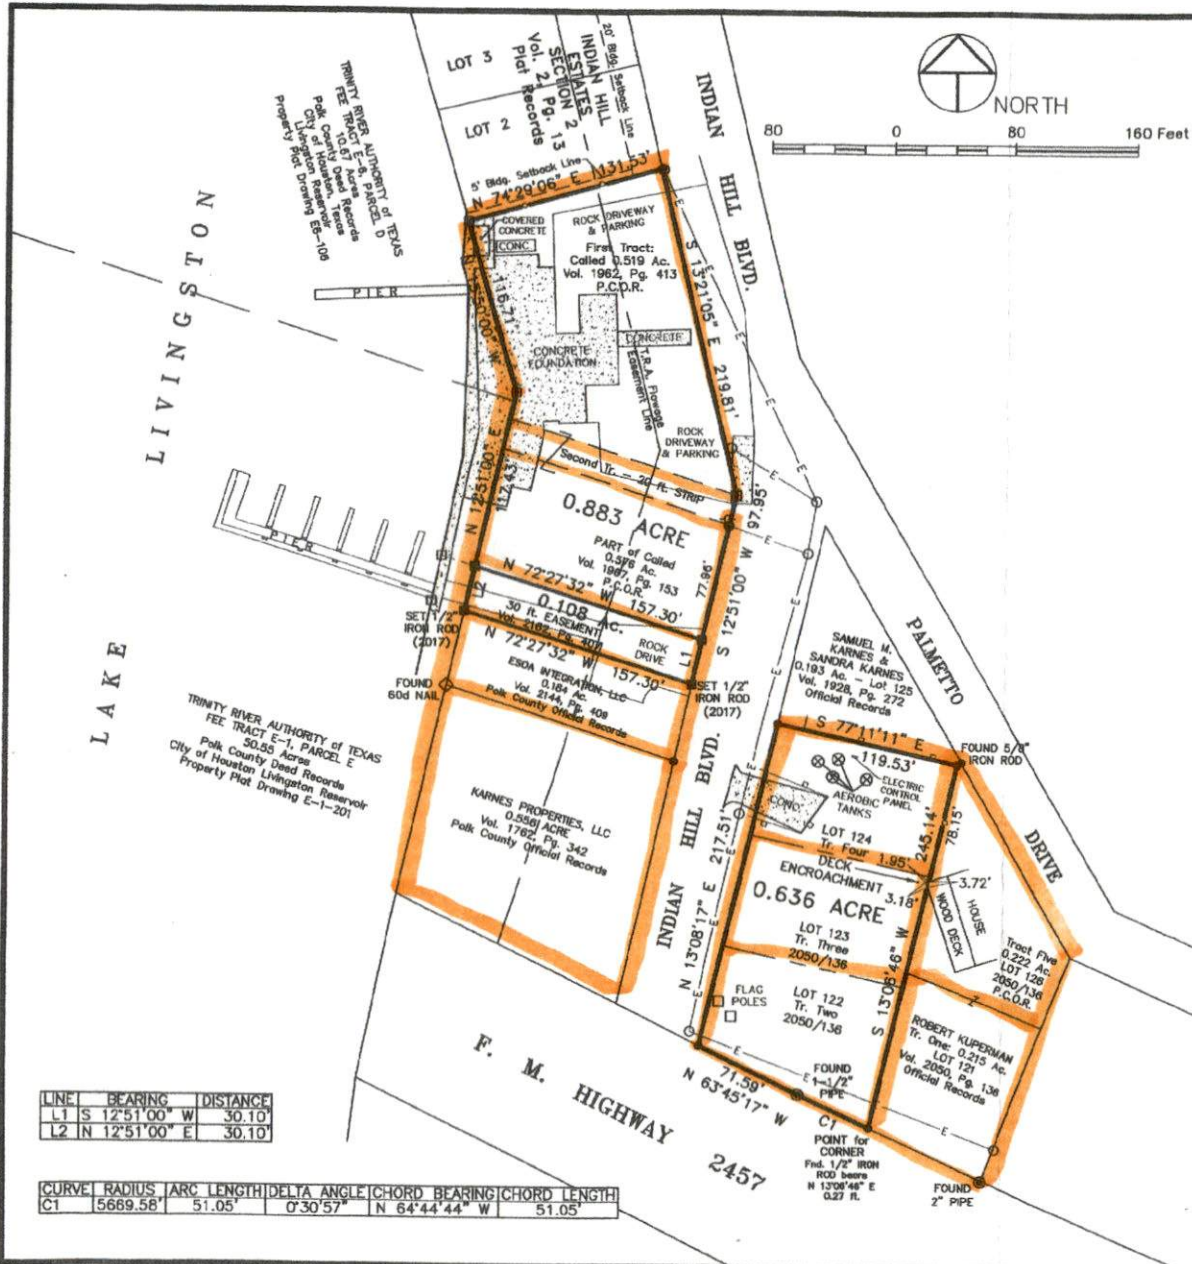 NORTH
80 0 80 160 Feet
LOT 3
LOT 2
INDIAN HILL
ESTATES
SECTION 2
Vol. 2, Pg. 13
Plat Records
20' Bldg. Setback Line
INDIAN HILL BLVD.
TRINITY RIVER AUTHORITY of TEXAS
FEE TRACT E-6, PARCEL D
10.67 Acres
Polk County Deed Records
City of Houston, Texas
Livingston Reservoir
Property Plat Drawing E6-106
5' Bldg. Setback Line
N 74°29'06" E 131.53'
COVERED
CONCRETE
CONC.
ROCK DRIVEWAY
& PARKING
First Tract:
Called 0.519 Ac.
Vol. 1962, Pg. 413
P.C.O.R.
S 13°21'05" E 219.81'
116.71'
PIER
CONCRETE
FOUNDATION
CONCRETE
T.R.A. Flowage
Easement Line
ROCK
DRIVEWAY
& PARKING
LAKE LIVINGSTON
N 12°51'00" E
117.43'
Second Tr. - 20 ft. STRIP
0.883 ACRE
PART of Called
0.576 Ac.
Vol. 1967, Pg. 153
P.C.O.R.
77.96'
S 12°51'00" W 97.95'
N 72°27'32" W 157.30'
PIER
L2
0.108 AC.
30 ft. EASEMENT
ROCK
DRIVE
L1
SET 1/2"
IRON ROD
(2017)
N 72°27'32" W 157.30'
SET 1/2"
IRON ROD
(2017)
ESOA INTEGRATION, LLC
0.184 Ac.
Vol. 2144, Pg. 409
Polk County Official Records
FOUND
60d NAIL
TRINITY RIVER AUTHORITY of TEXAS
FEE TRACT E-1, PARCEL E
50.55 Acres
Polk County Deed Records
City of Houston Livingston Reservoir
Property Plat Drawing E-1-201
KARNES PROPERTIES, LLC
0.556 ACRE
Vol. 1762, Pg. 342
Polk County Official Records
INDIAN HILL BLVD.
N 13°08'17" E 217.51'
PALMETTO DRIVE
SAMUEL M.
KARNES &
SANDRA KARNES
0.193 Ac. - Lot 125
Vol. 1928, Pg. 272
Official Records
S 77°11'11" E
119.53'
FOUND 5/8"
IRON ROD
ELECTRIC
CONTROL
PANEL
AEROBIC
TANKS
CONC.
LOT 124
Tr. Four
1.95'
245.14'
78.15'
DECK
ENCROACHMENT
3.18'
3.72'
HOUSE
WOOD DECK
0.636 ACRE
LOT 123
Tr. Three
2050/136
S 13°06'46" W
Tract Five
0.222 Ac.
LOT 126
2050/136
P.C.O.R.
FLAG
POLES
LOT 122
Tr. Two
2050/136
ROBERT KUPERMAN
Tr. One: 0.215 Ac.
LOT 121
Vol. 2050, Pg. 136
Official Records
71.59'
N 63°45'17" W
FOUND
1-1/2"
PIPE
C1
POINT for
CORNER
Fnd. 1/2" IRON
ROD bears
N 13°06'46" E
0.27 ft.
FOUND
2" PIPE
F. M. HIGHWAY 2457
LINE BEARING DISTANCE
L1 S 12°51'00" W 30.10'
L2 N 12°51'00" E 30.10'
CURVE RADIUS ARC LENGTH DELTA ANGLE CHORD BEARING CHORD LENGTH
C1 5669.58' 51.05' 0°30'57" N 64°44'44" W 51.05'